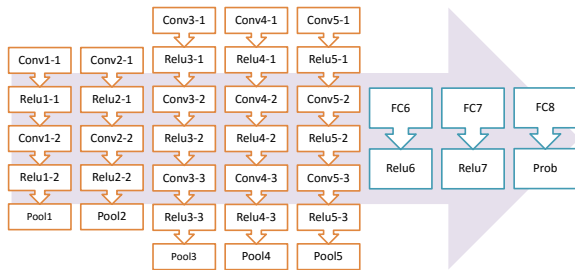 Conv1-1
Relu1-1
Conv1-2
Relu1-2
Pool1
Conv2-1
Relu2-1
Conv2-2
Relu2-2
Pool2
Conv3-1
Relu3-1
Conv3-2
Relu3-2
Conv3-3
Relu3-3
Pool3
Conv4-1
Relu4-1
Conv4-2
Relu4-2
Conv4-3
Relu4-3
Pool4
Conv5-1
Relu5-1
Conv5-2
Relu5-2
Conv5-3
Relu5-3
Pool5
FC6
Relu6
FC7
Relu7
FC8
Prob